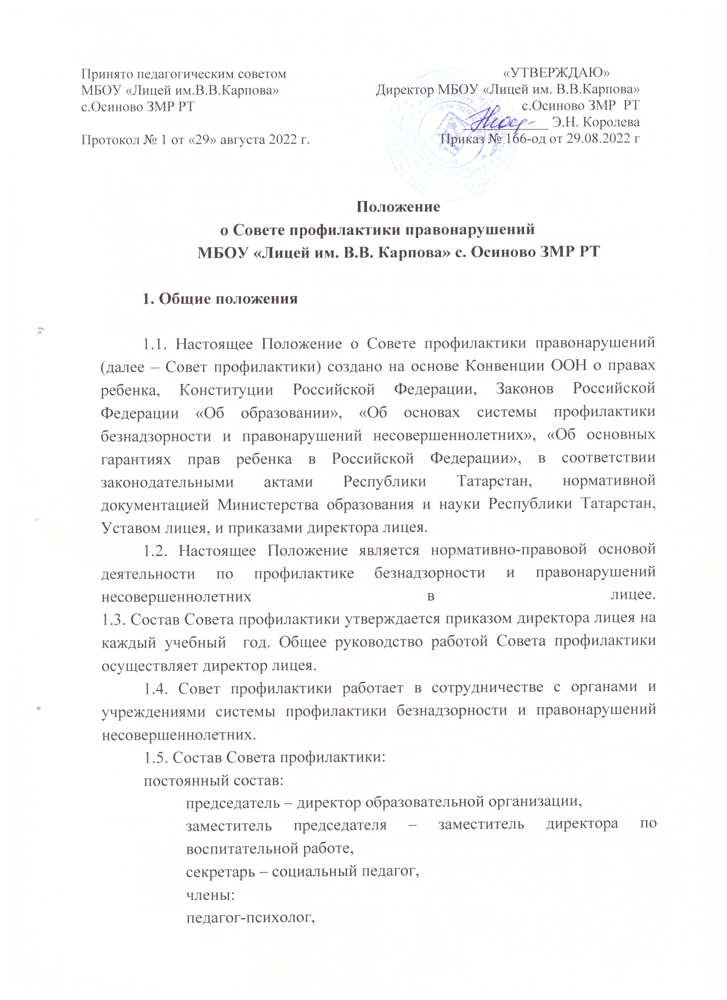 Принято педагогическим советом
МБОУ «Лицей им.В.В.Карпова»
с.Осиново ЗМР РТ
Протокол № 1 от «29» августа 2022 г.
«УТВЕРЖДАЮ»
Директор МБОУ «Лицей им. В.В.Карпова»
с.Осиново ЗМР РТ
____________ Э.Н. Королева
Приказ № 166-од от 29.08.2022 г
Положение
о Совете профилактики правонарушений
МБОУ «Лицей им. В.В. Карпова» с. Осиново ЗМР РТ
1. Общие положения
1.1. Настоящее Положение о Совете профилактики правонарушений
(далее – Совет профилактики) создано на основе Конвенции ООН о правах
ребенка, Конституции Российской Федерации, Законов Российской
Федерации «Об образовании», «Об основах системы профилактики
безнадзорности и правонарушений несовершеннолетних», «Об основных
гарантиях прав ребенка в Российской Федерации», в соответствии
законодательными актами Республики Татарстан, нормативной
документацией Министерства образования и науки Республики Татарстан,
Уставом лицея, и приказами директора лицея.
1.2. Настоящее Положение является нормативно-правовой основой
деятельности по профилактике безнадзорности и правонарушений
несовершеннолетних в лицее.
1.3. Состав Совета профилактики утверждается приказом директора лицея на
каждый учебный год. Общее руководство работой Совета профилактики
осуществляет директор лицея.
1.4. Совет профилактики работает в сотрудничестве с органами и
учреждениями системы профилактики безнадзорности и правонарушений
несовершеннолетних.
1.5. Состав Совета профилактики:
постоянный состав:
председатель – директор образовательной организации,
заместитель председателя – заместитель директора по
воспитательной работе,
секретарь – социальный педагог,
члены:
педагог-психолог,